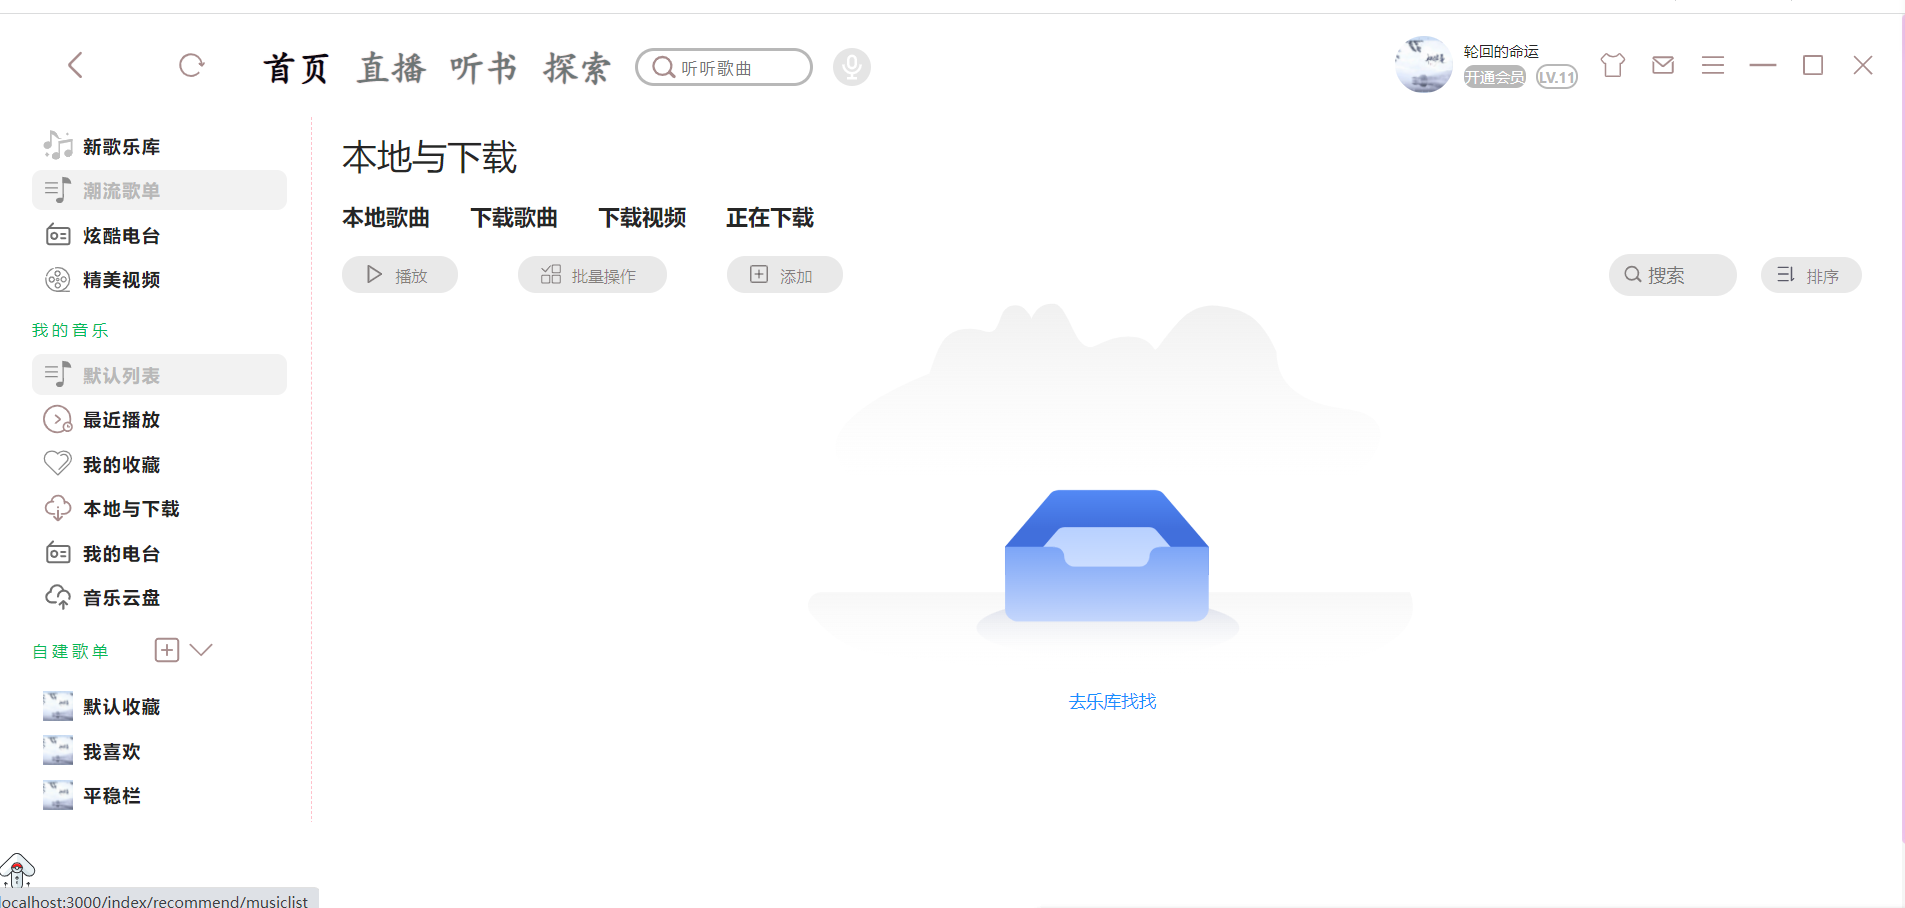 首页 直播 听书 探索 听听歌曲
轮回的命运
开通会员 LV.11
新歌乐库
潮流歌单
炫酷电台
精美视频
我的音乐
默认列表
最近播放
我的收藏
本地与下载
我的电台
音乐云盘
自建歌单
默认收藏
我喜欢
平稳栏
本地与下载
本地歌曲 下载歌曲 下载视频 正在下载
播放 批量操作 添加 搜索 排序
去乐库找找
localhost:3000/index/recommend/musiclist